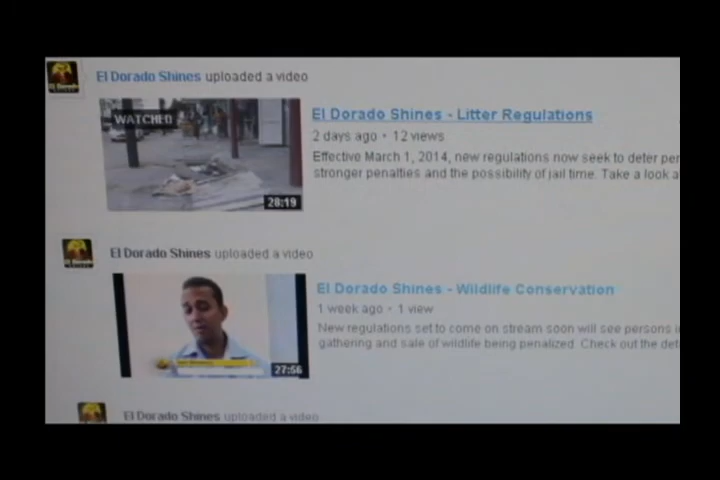 El Dorado Shines uploaded a video
WATCHED
28:19
El Dorado Shines - Litter Regulations
2 days ago • 12 views
Effective March 1, 2014, new regulations now seek to deter per
stronger penalties and the possibility of jail time. Take a look a
El Dorado Shines uploaded a video
27:56
El Dorado Shines - Wildlife Conservation
1 week ago • 1 view
New regulations set to come on stream soon will see persons i
gathering and sale of wildlife being penalized. Check out the det
El Dorado Shines uploaded a video